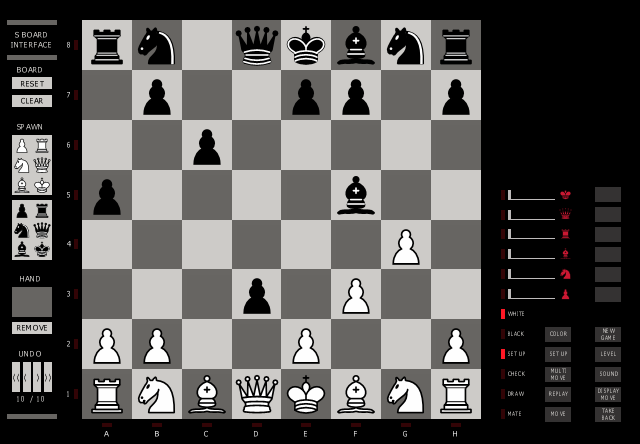 S BOARD
INTERFACE
BOARD
RESET
CLEAR
SPAWN
HAND
REMOVE
UNDO
10 / 10
8
7
6
5
4
3
2
1
A B C D E F G H
WHITE
BLACK COLOR NEW GAME
SET UP SET UP LEVEL
CHECK MULTI MOVE SOUND
DRAW REPLAY DISPLAY MOVE
MATE MOVE TAKE BACK